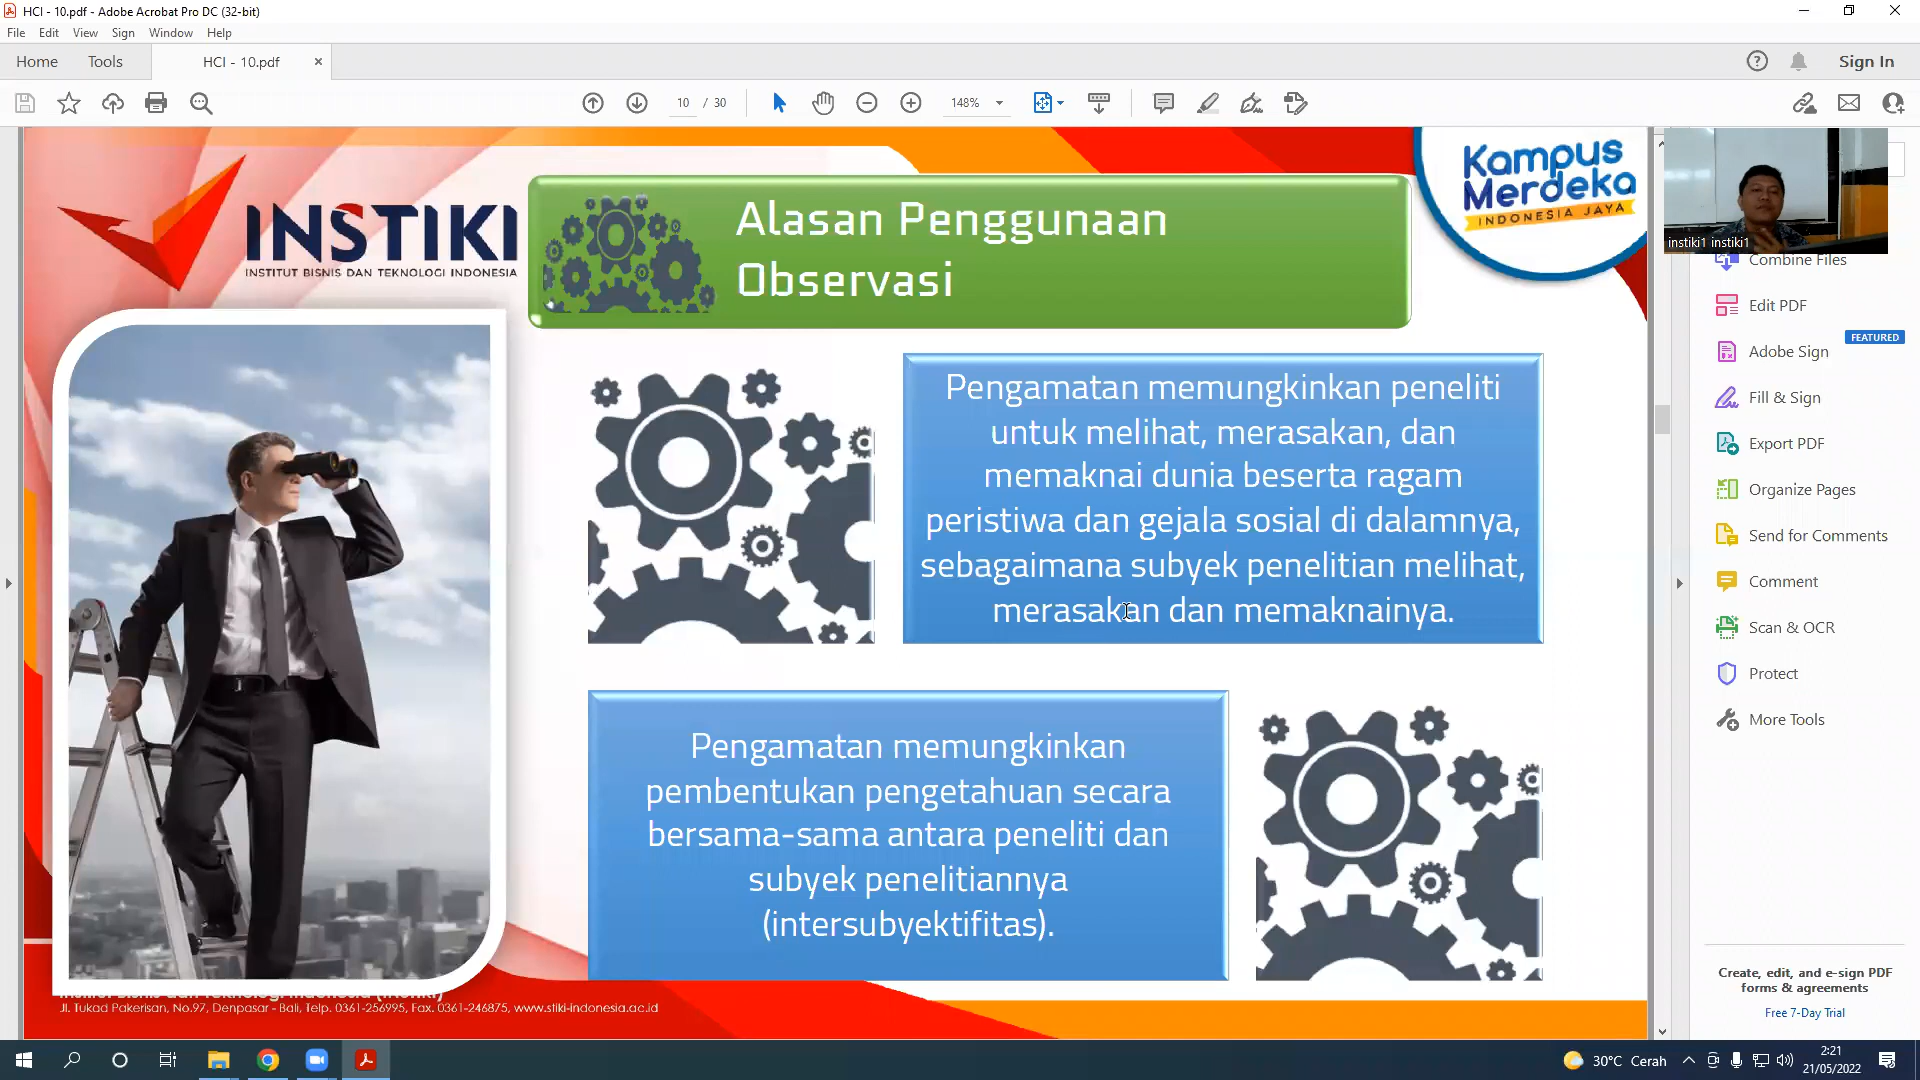 HCI - 10.pdf - Adobe Acrobat Pro DC (32-bit)
File Edit View Sign Window Help
Home Tools HCI - 10.pdf Sign In
10 / 30 148%
INSTIKI
INSTITUT BISNIS DAN TEKNOLOGI INDONESIA
Alasan Penggunaan
Observasi
Kampus
Merdeka
INDONESIA JAYA
instiki1 instiki1
Pengamatan memungkinkan peneliti
untuk melihat, merasakan, dan
memaknai dunia beserta ragam
peristiwa dan gejala sosial di dalamnya,
sebagaimana subyek penelitian melihat,
merasakan dan memaknainya.
Pengamatan memungkinkan
pembentukan pengetahuan secara
bersama-sama antara peneliti dan
subyek penelitiannya
(intersubyektifitas).
Institut Bisnis dan Teknologi Indonesia (INSTIKI)
Jl. Tukad Pakerisan, No.97, Denpasar - Bali, Telp. 0361-256995, Fax. 0361-246875, www.stiki-indonesia.ac.id
Combine Files
Edit PDF
FEATURED
Adobe Sign
Fill & Sign
Export PDF
Organize Pages
Send for Comments
Comment
Scan & OCR
Protect
More Tools
Create, edit, and e-sign PDF
forms & agreements
Free 7-Day Trial
30°C Cerah
2:21
21/05/2022